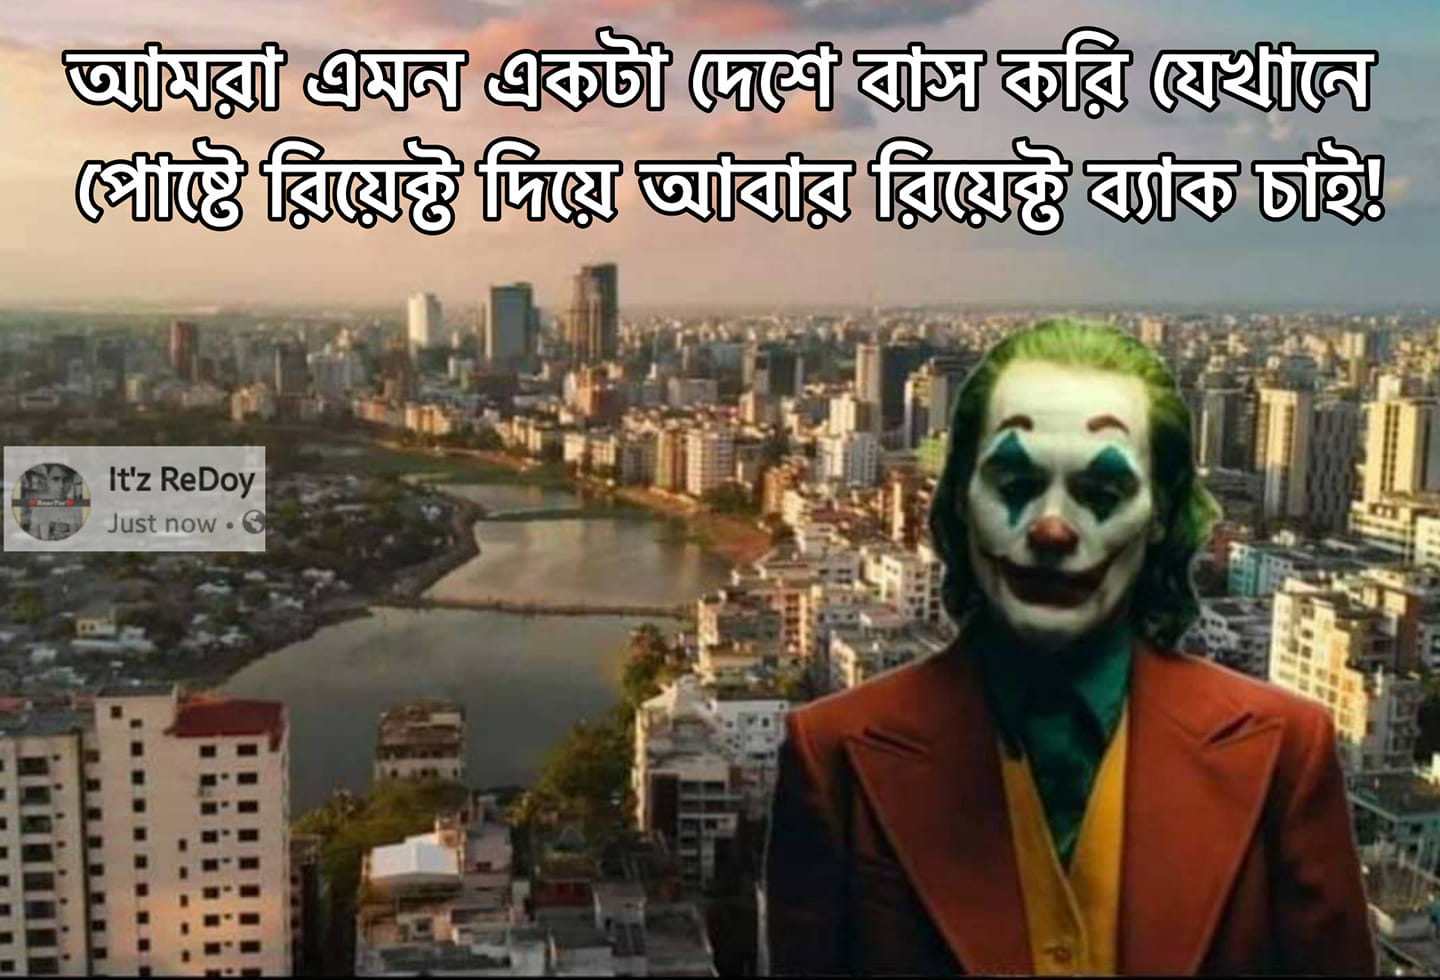 আমরা এমন একটা দেশে বাস করি যেখানে
পোষ্টে রিয়েক্ট দিয়ে আবার রিয়েক্ট ব্যাক চাই!
It'z ReDoy
Just now